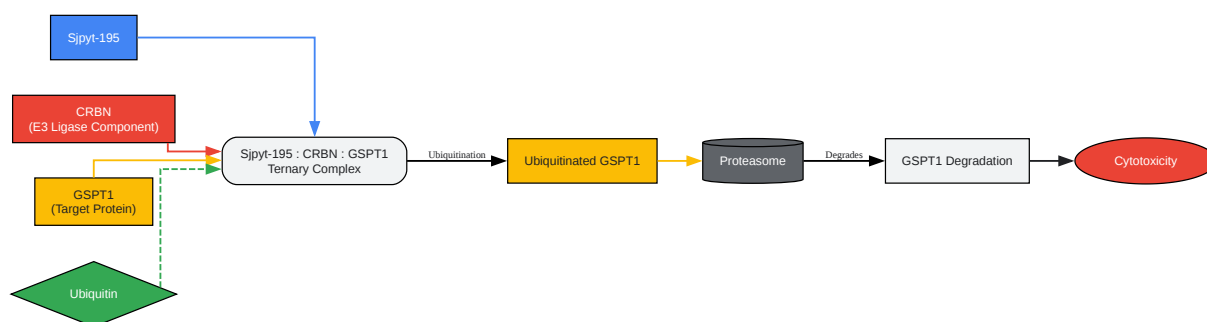 Sjpyt-195
CRBN
(E3 Ligase Component)
GSPT1
(Target Protein)
Ubiquitin
Sjpyt-195 : CRBN : GSPT1
Ternary Complex
Ubiquitination
Ubiquitinated GSPT1
Proteasome
Degrades
GSPT1 Degradation
Cytotoxicity